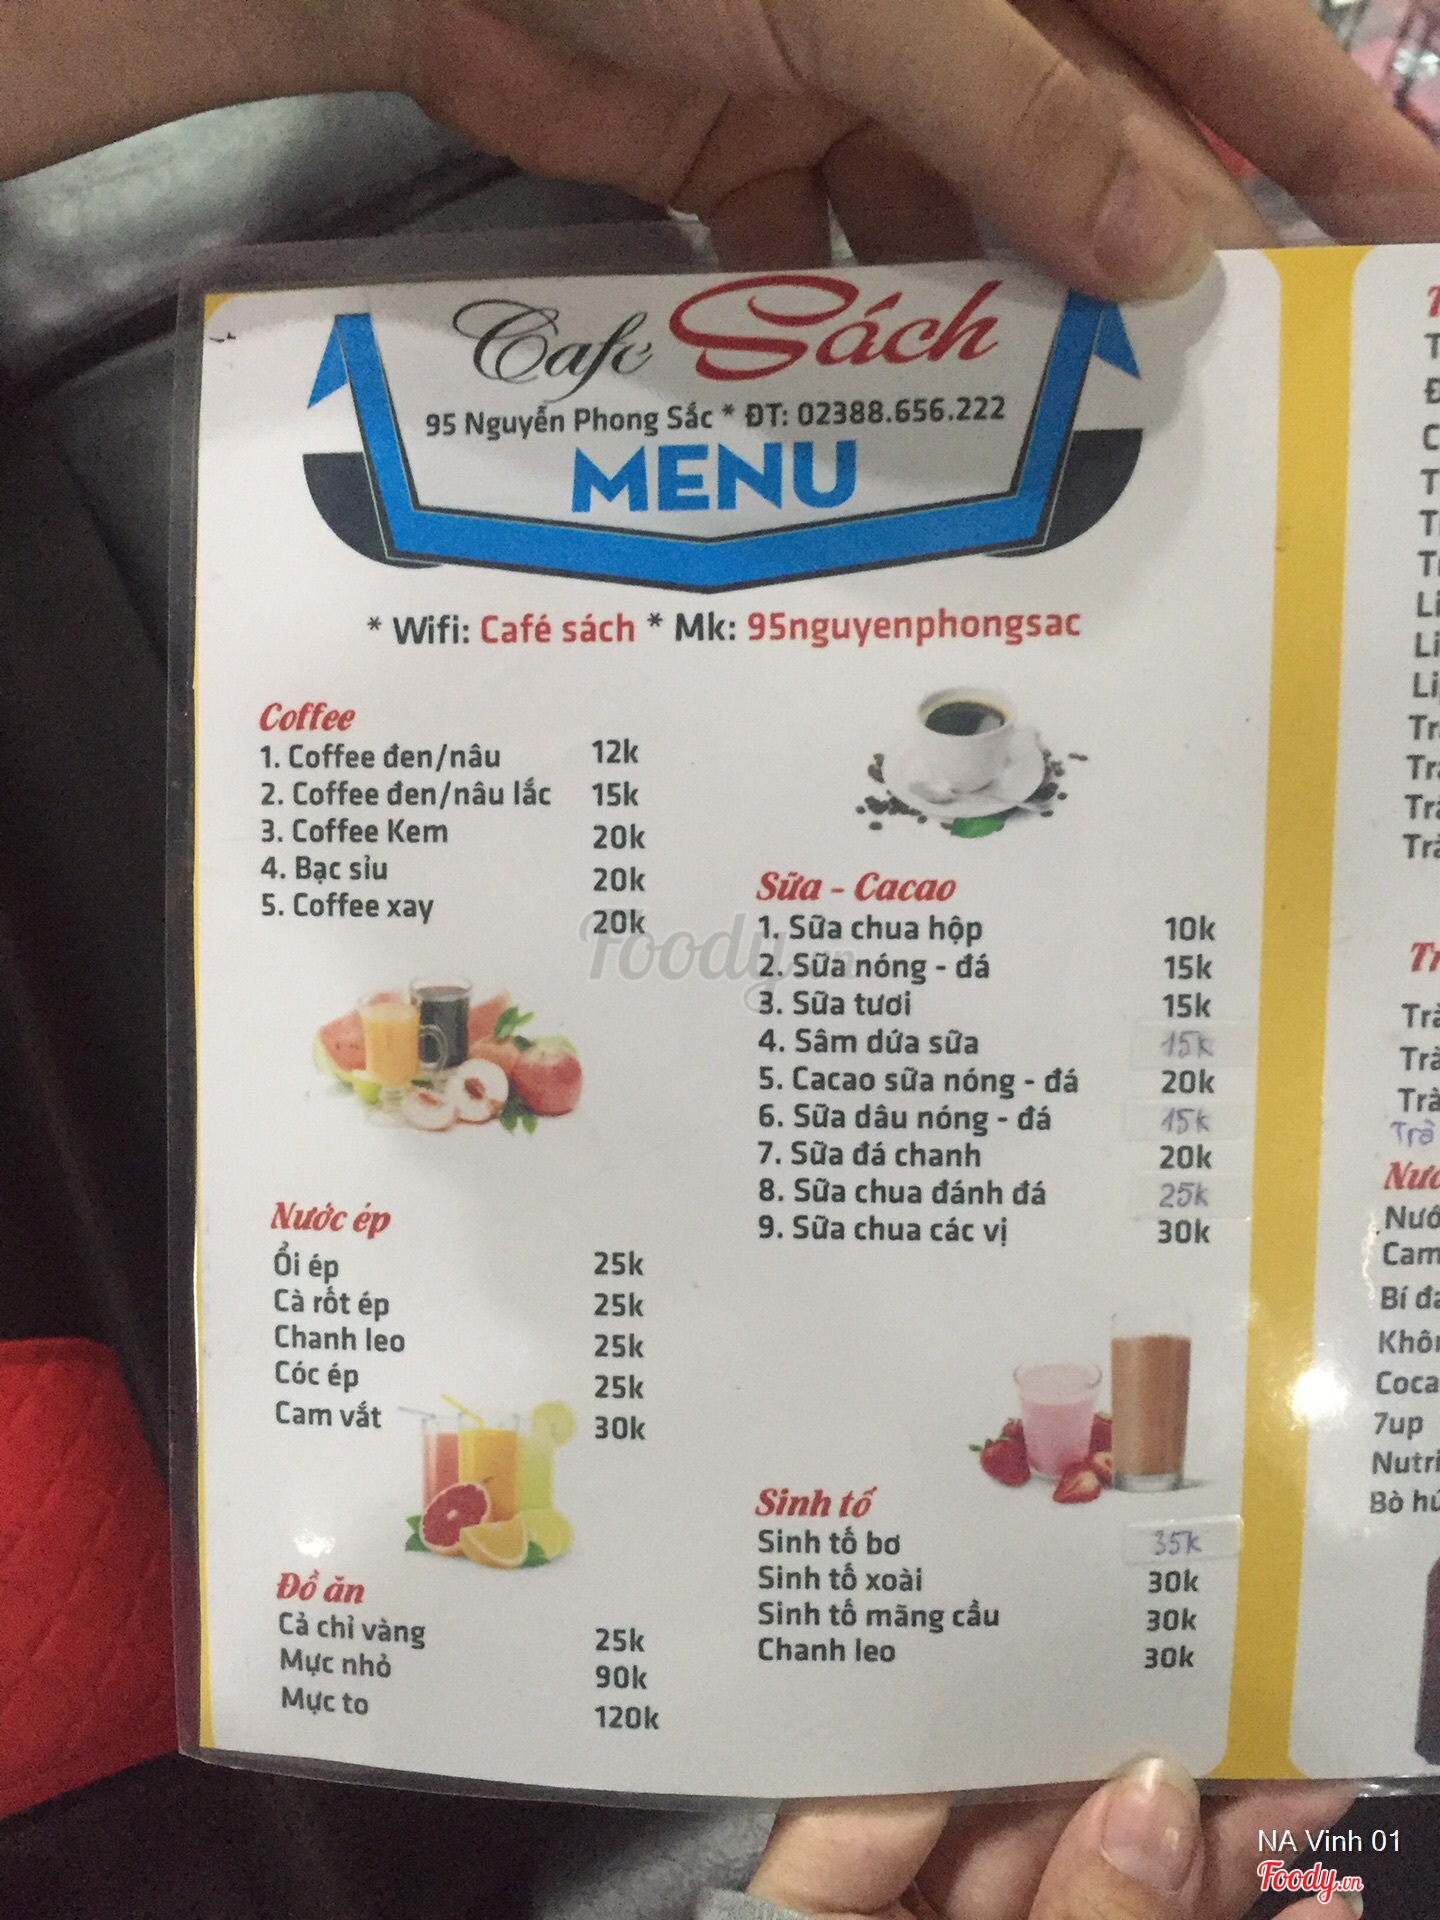 Cafe Sách
95 Nguyễn Phong Sắc * ĐT: 02388.656.222
MENU
* Wifi: Café sách * Mk: 95nguyenphongsac
Coffee
1. Coffee đen/nâu 12k
2. Coffee đen/nâu lắc 15k
3. Coffee Kem 20k
4. Bạc sỉu 20k
5. Coffee xay 20k
Nước ép
Ổi ép 25k
Cà rốt ép 25k
Chanh leo 25k
Cóc ép 25k
Cam vắt 30k
Đồ ăn
Cả chỉ vàng 25k
Mực nhỏ 90k
Mực to 120k
Sữa - Cacao
1. Sữa chua hộp 10k
2. Sữa nóng - đá 15k
3. Sữa tươi 15k
4. Sâm dứa sữa 15k
5. Cacao sữa nóng - đá 20k
6. Sữa dâu nóng - đá 15k
7. Sữa đá chanh 20k
8. Sữa chua đánh đá 25k
9. Sữa chua các vị 30k
Sinh tố
Sinh tố bơ 35k
Sinh tố xoài 30k
Sinh tố mãng cầu 30k
Chanh leo 30k
Trà
Trà
Trà
Cam
Coca
7up
Foody.vn
NA Vinh 01
Foody.vn